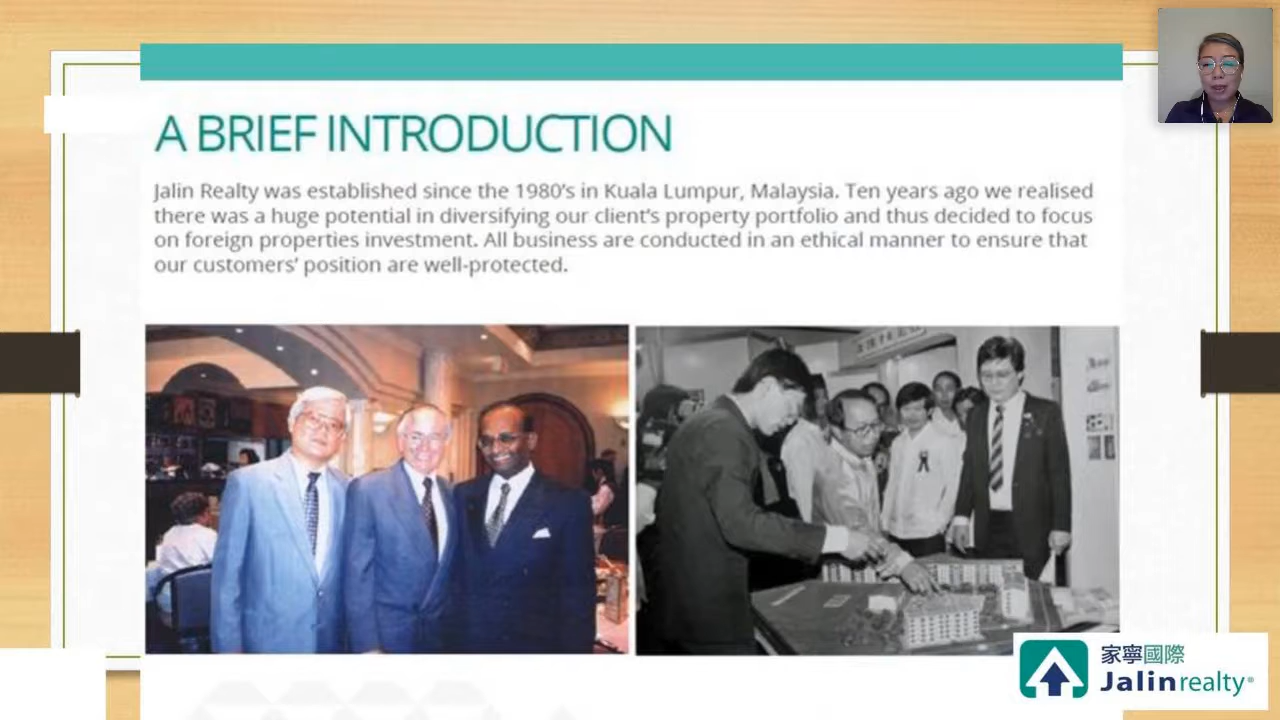 A BRIEF INTRODUCTION
Jalin Realty was established since the 1980's in Kuala Lumpur, Malaysia. Ten years ago we realised
there was a huge potential in diversifying our client's property portfolio and thus decided to focus
on foreign properties investment. All business are conducted in an ethical manner to ensure that
our customers' position are well-protected.
家寧國際
Jalin realty®